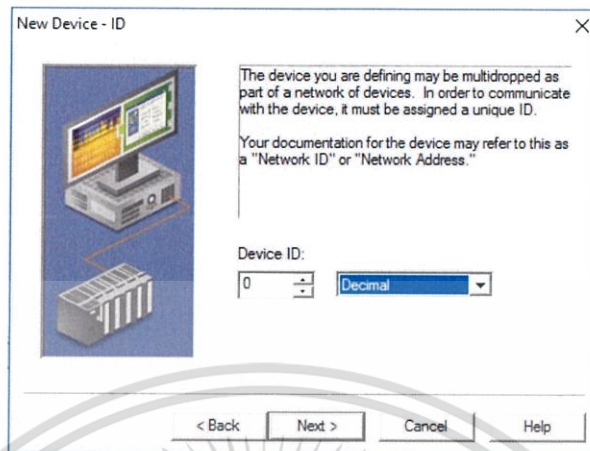 New Device - ID
The device you are defining may be multidropped as
part of a network of devices. In order to communicate
with the device, it must be assigned a unique ID.
Your documentation for the device may refer to this as
a "Network ID" or "Network Address."
Device ID:
0 Decimal
< Back Next > Cancel Help